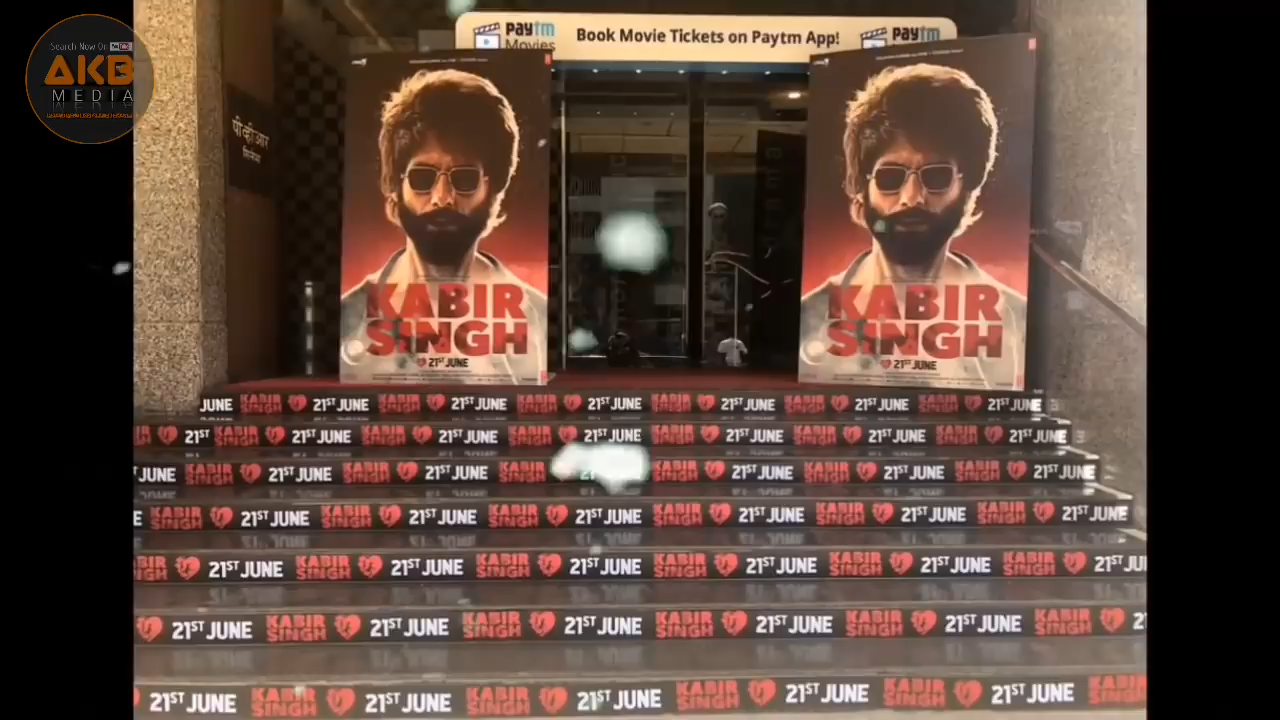 Search Now On
AKB
MEDIA
paytm
Movies
Book Movie Tickets on Paytm App!
paytm
पीव्हीआर
KABIR
SINGH
21ST JUNE
KABIR
SINGH
21ST JUNE
JUNE KABIR SINGH 21ST JUNE KABIR SINGH 21ST JUNE KABIR SINGH 21ST JUNE KABIR SINGH 21ST JUNE KABIR SINGH 21ST JUNE KABIR SINGH 21ST JUNE
21ST KABIR SINGH 21ST JUNE KABIR SINGH 21ST JUNE KABIR SINGH 21ST JUNE KABIR SINGH 21ST JUNE KABIR SINGH 21ST JUNE KABIR SINGH 21ST JUNE
JUNE KABIR SINGH 21ST JUNE KABIR SINGH 21ST JUNE KABIR SINGH JUNE KABIR SINGH 21ST JUNE KABIR SINGH 21ST JUNE KABIR SINGH 21ST JUNE
E KABIR SINGH 21ST JUNE KABIR SINGH 21ST JUNE KABIR SINGH 21ST JUNE KABIR SINGH 21ST JUNE KABIR SINGH 21ST JUNE KABIR SINGH 21ST JUNE
BIR GH 21ST JUNE KABIR SINGH 21ST JUNE KABIR SINGH 21ST JUNE KABIR SINGH 21ST JUNE KABIR SINGH 21ST JUNE KABIR SINGH 21ST JU
21ST JUNE KABIR SINGH 21ST JUNE KABIR SINGH 21ST JUNE KABIR SINGH 21ST JUNE KABIR SINGH 21ST JUNE KABIR SINGH 2
21ST JUNE KABIR SINGH 21ST JUNE KABIR SINGH 21ST JUNE KABIR SINGH 21ST JUNE KABIR SINGH 21ST JUNE KABIR SINGH